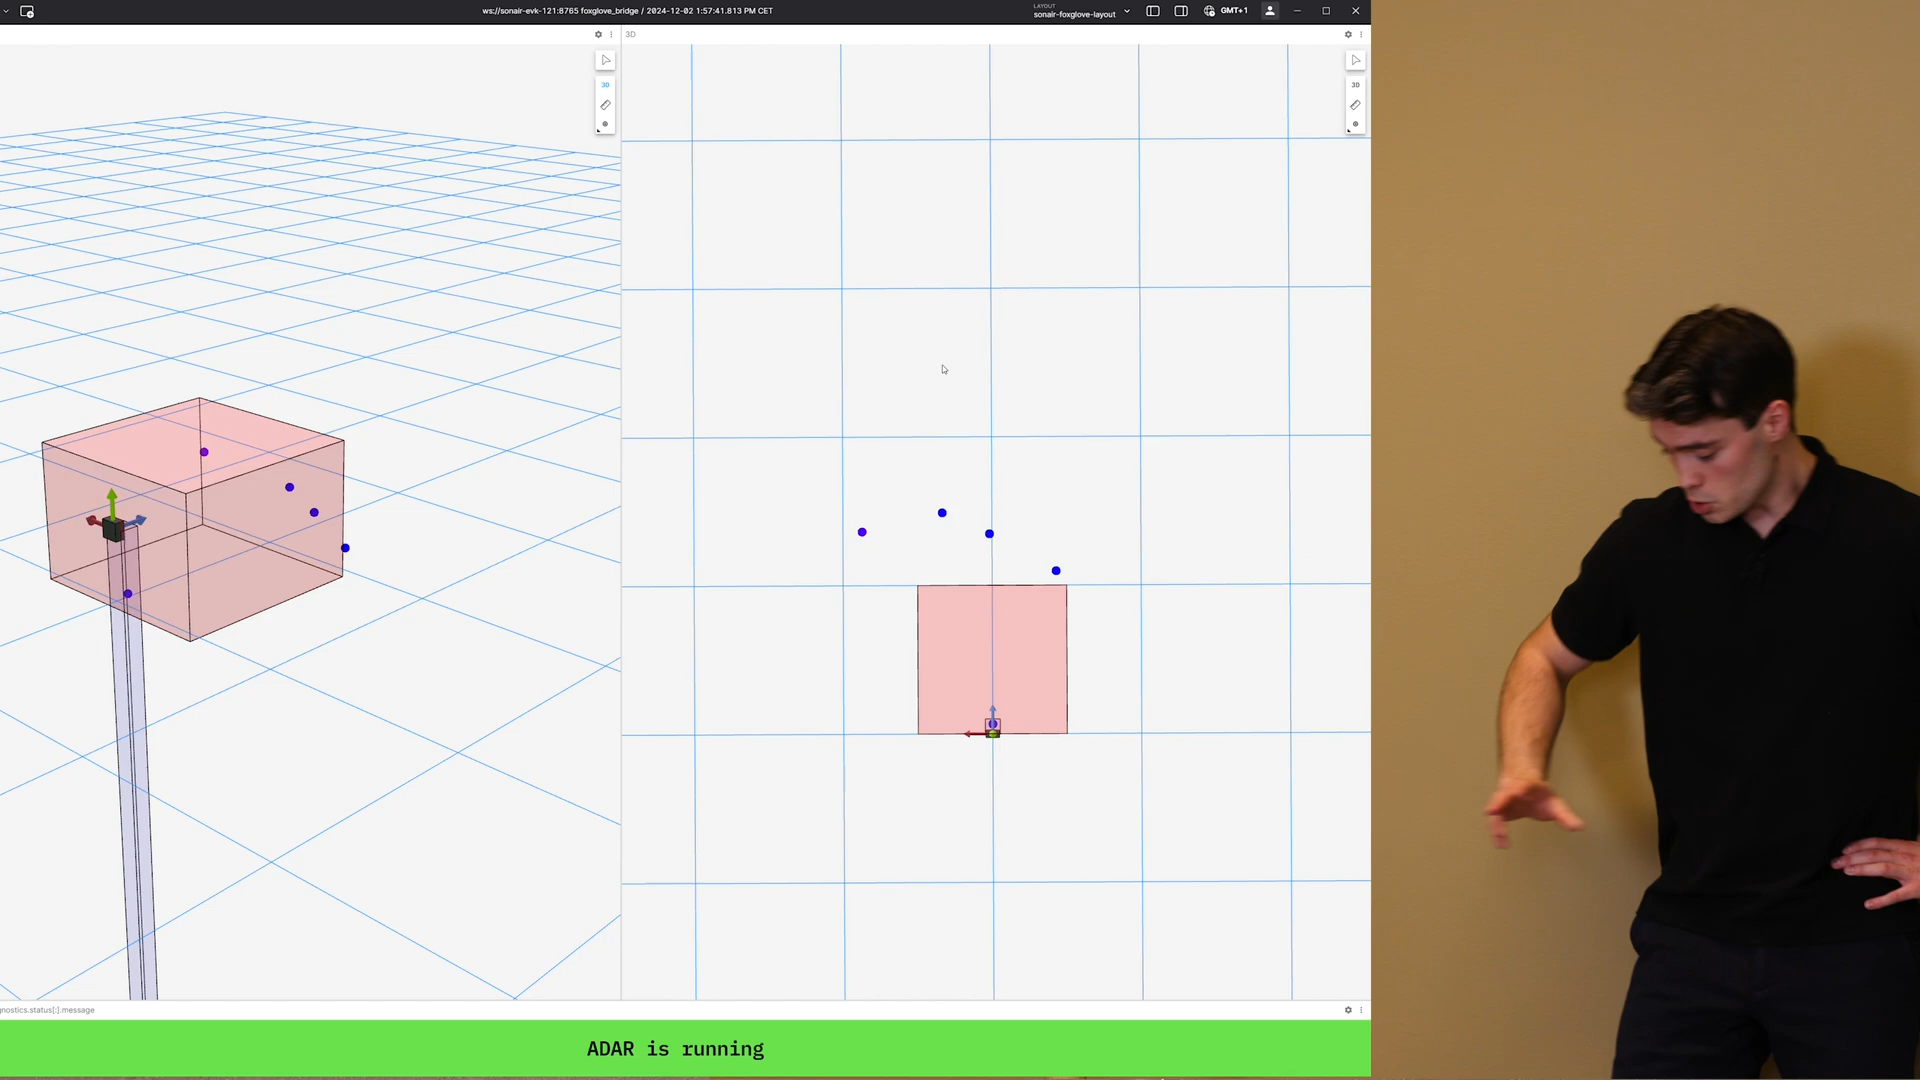 ws://sonair-evk-121:8765 foxglove_bridge / 2024-12-02 1:57:41.813 PM CET
LAYOUT
sonair-foxglove-layout
GMT+1
3D
3D
3D
gnostics.status[:].message
ADAR is running